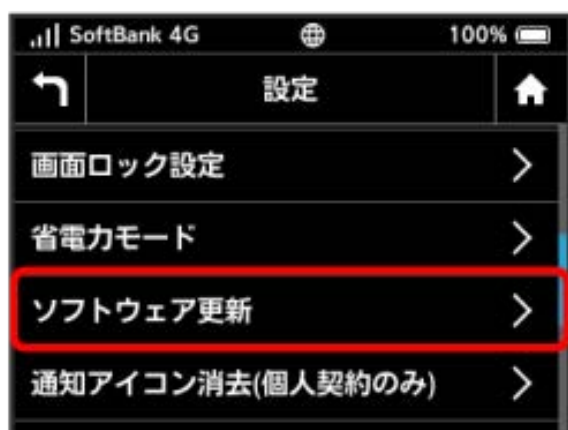 SoftBank 4G 100%
設定
画面ロック設定
省電力モード
ソフトウェア更新
通知アイコン消去(個人契約のみ)